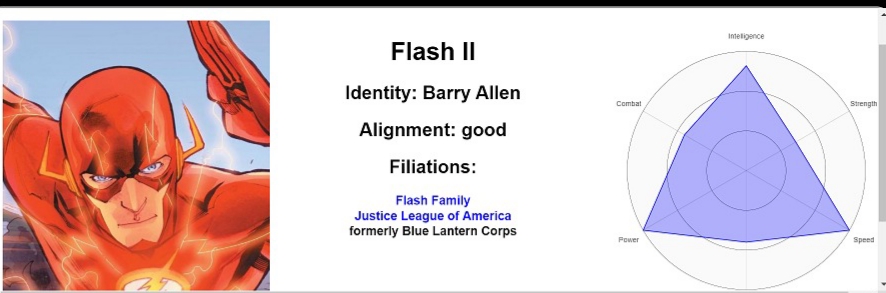 Flash II
Identity: Barry Allen
Alignment: good
Filiations:
Flash Family
Justice League of America
formerly Blue Lantern Corps
Intelligence
Combat
Strength
Power
Speed